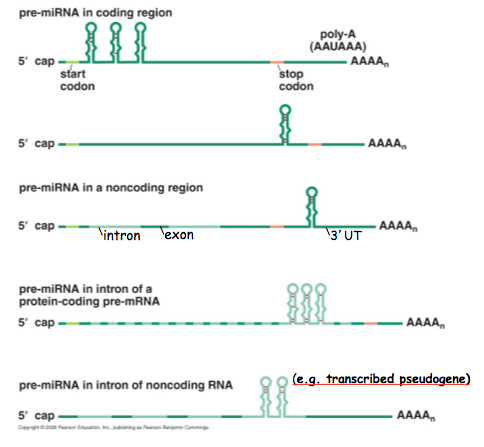 pre-miRNA in coding region
poly-A
(AAUAAA)
5' cap
AAAAn
start
codon
stop
codon
5' cap
AAAAn
pre-miRNA in a noncoding region
5' cap
AAAAn
intron
exon
3' UT
pre-miRNA in intron of a
protein-coding pre-mRNA
5' cap
AAAAn
pre-miRNA in intron of noncoding RNA
(e.g. transcribed pseudogene)
5' cap
AAAAn
Copyright © 2008 Pearson Education, Inc., publishing as Pearson Benjamin Cummings.